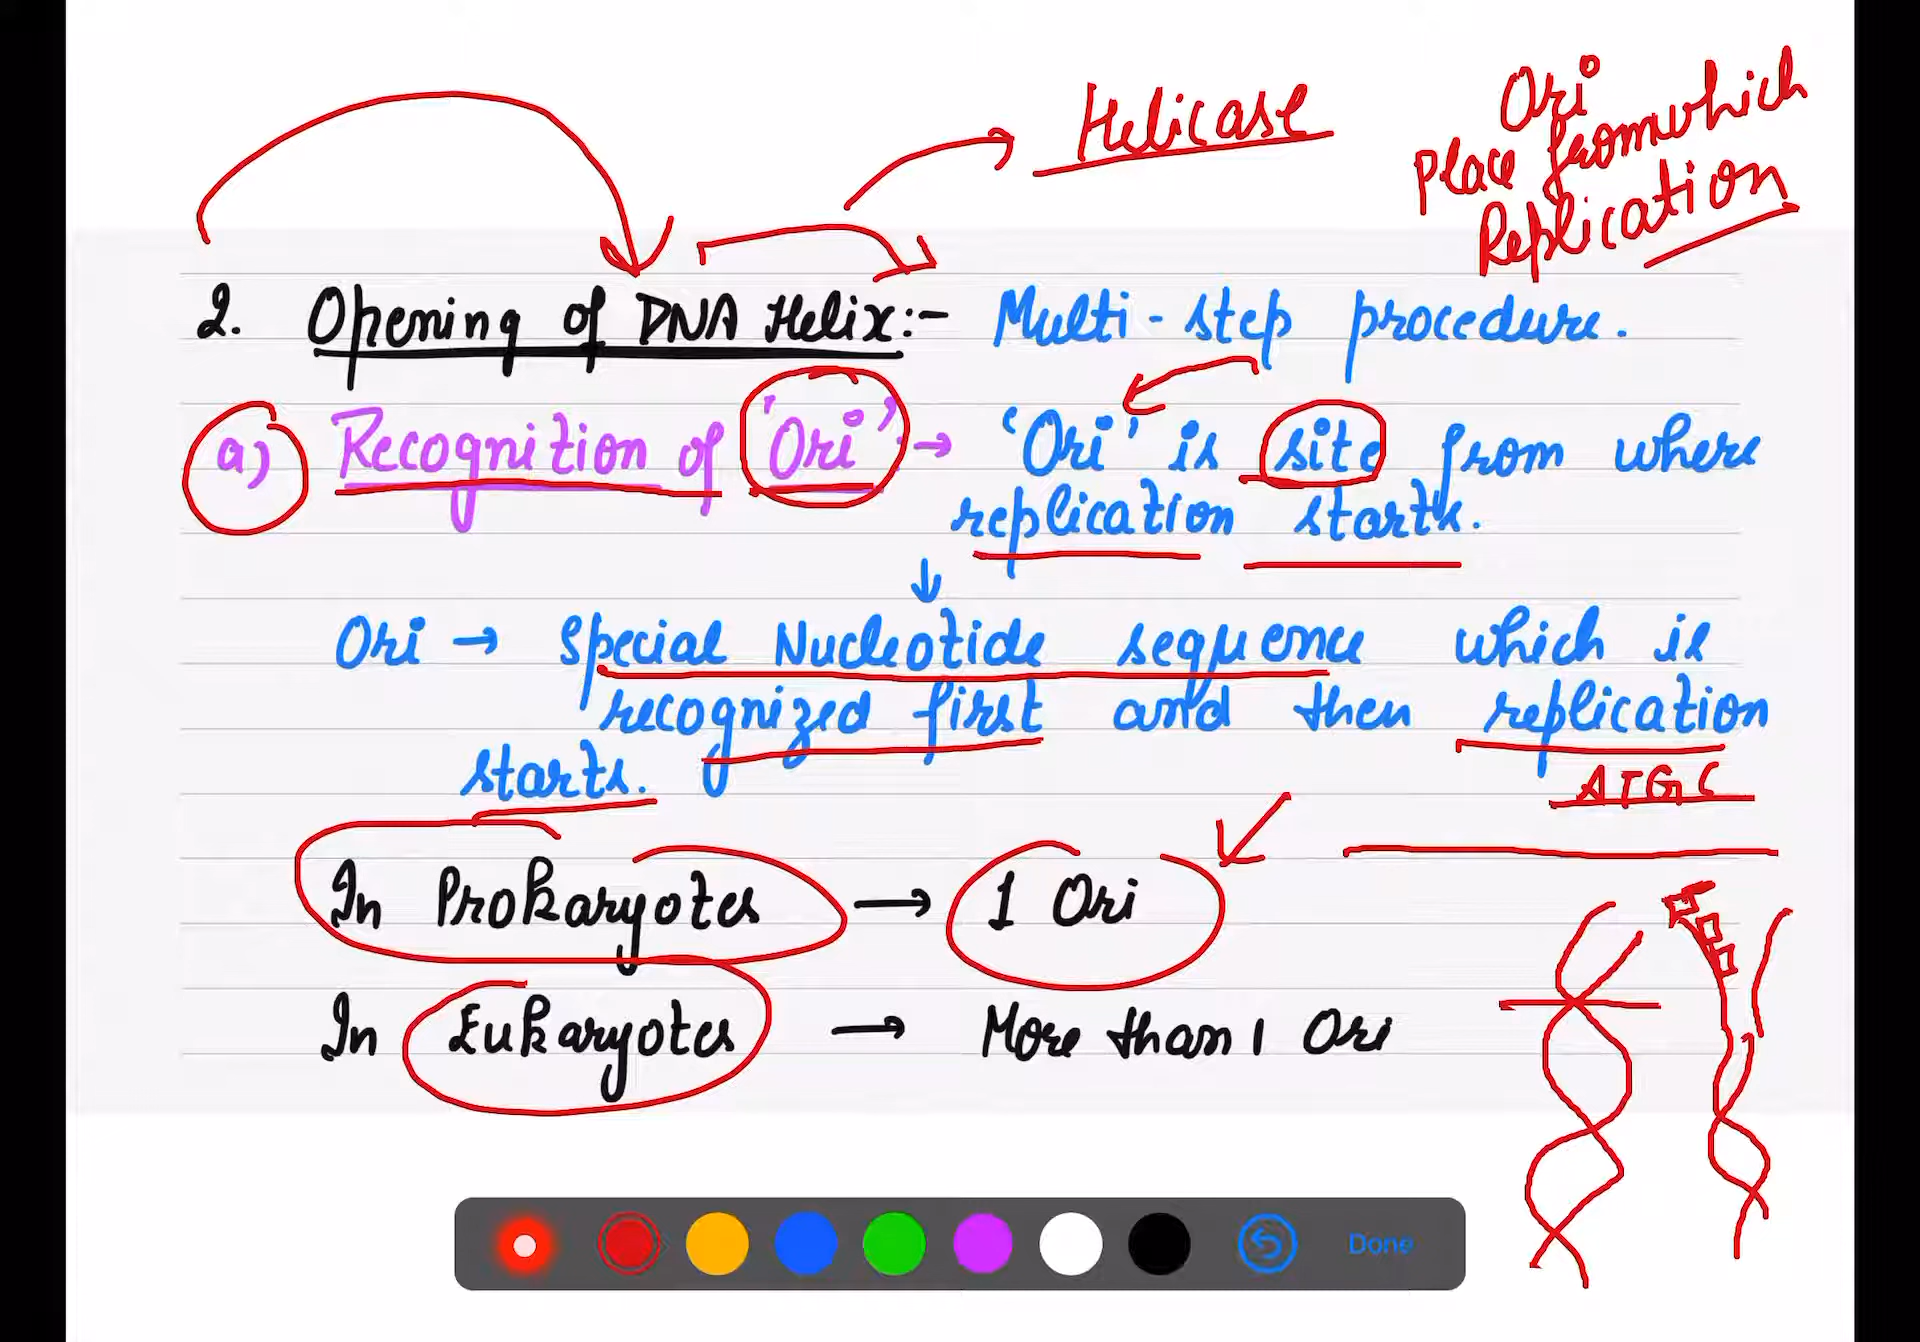 Helicase
Ori
Place from which
Replication
2. Opening of DNA Helix:- Multi-step procedure.
a) Recognition of 'Ori' → 'Ori' is site from where
replication starts.
↓
Ori → Special Nucleotide sequence which is
recognized first and then replication
starts.
ATGC
In Prokaryotes → 1 Ori
In Eukaryotes → More than 1 Ori
Done